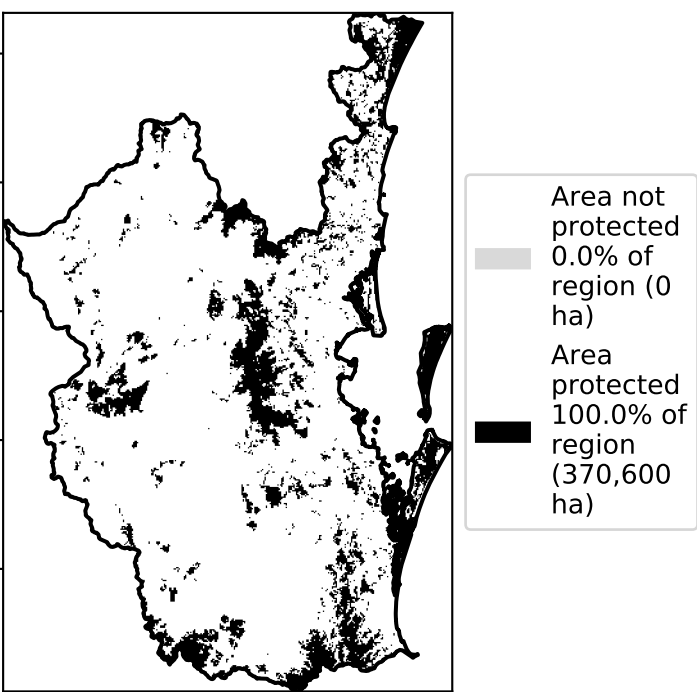 Area not
protected
0.0% of
region (0
ha)
Area
protected
100.0% of
region
(370,600
ha)